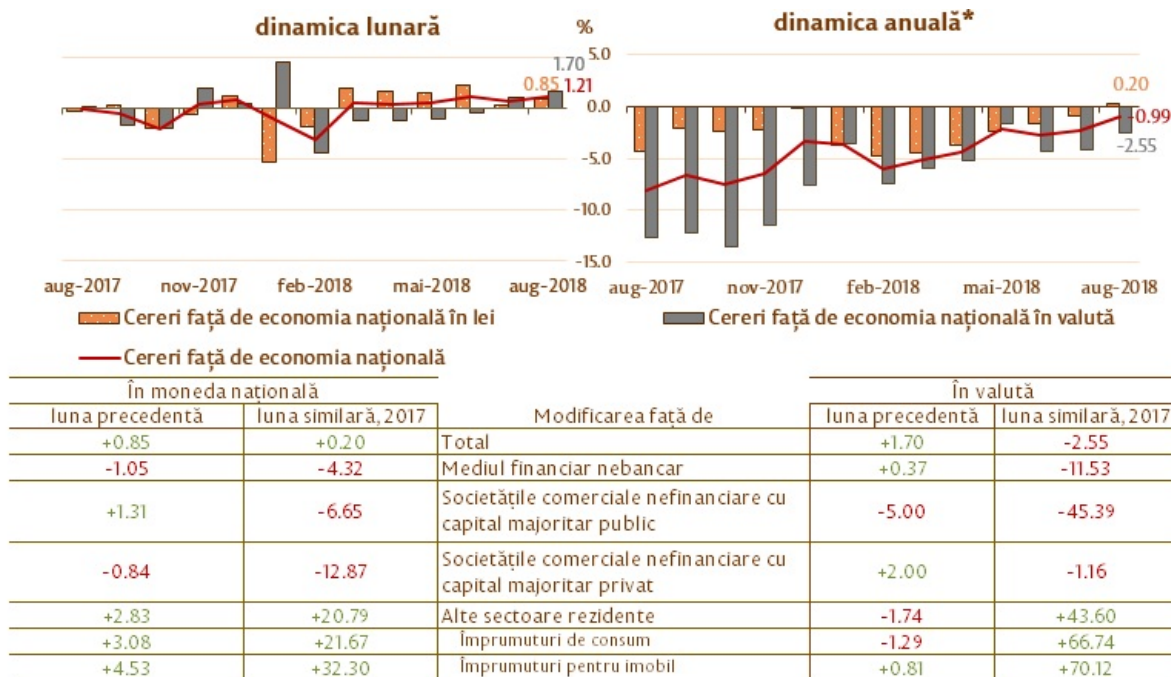 dinamica lunară
%
dinamica anuală*
5.0
0.0
-5.0
-10.0
-15.0
1.70
0.85
1.21
0.20
-0.99
-2.55
aug-2017 nov-2017 feb-2018 mai-2018 aug-2018
aug-2017 nov-2017 feb-2018 mai-2018 aug-2018
Cereri față de economia națională în lei
Cereri față de economia națională în valută
Cereri față de economia națională
În moneda națională În valută
luna precedentă luna similară, 2017 Modificarea față de luna precedentă luna similară, 2017
+0.85 +0.20 Total +1.70 -2.55
-1.05 -4.32 Mediul financiar nebancar +0.37 -11.53
Societățile comerciale nefinanciare cu
+1.31 -6.65 capital majoritar public -5.00 -45.39
Societățile comerciale nefinanciare cu
-0.84 -12.87 capital majoritar privat +2.00 -1.16
+2.83 +20.79 Alte sectoare rezidente -1.74 +43.60
+3.08 +21.67 Împrumuturi de consum -1.29 +66.74
+4.53 +32.30 Împrumuturi pentru imobil +0.81 +70.12